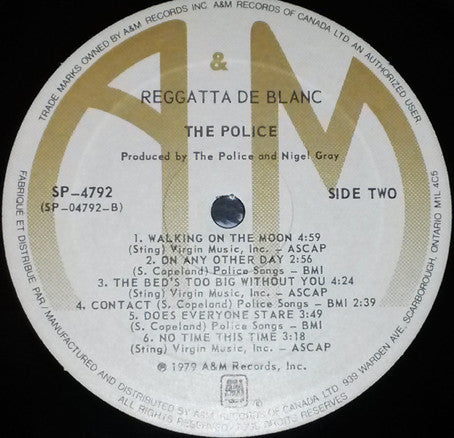 TRADE MARKS OWNED BY A&M RECORDS INC. A&M RECORDS OF CANADA LTD AN AUTHORIZED USER
A & M
REGGATTA DE BLANC
THE POLICE
Produced by The Police and Nigel Gray
SP-4792
(SP-04792-B)
SIDE TWO
1. WALKING ON THE MOON 4:59
(Sting) Virgin Music, Inc. - ASCAP
2. ON ANY OTHER DAY 2:56
(S. Copeland) Police Songs - BMI
3. THE BED'S TOO BIG WITHOUT YOU 4:24
(Sting) Virgin Music, Inc. - ASCAP
4. CONTACT (S. Copeland) Police Songs - BMI 2:39
5. DOES EVERYONE STARE 3:49
(S. Copeland) Police Songs - BMI
6. NO TIME THIS TIME 3:18
(Sting) Virgin Music, Inc. - ASCAP
℗ 1979 A&M Records, Inc.
FABRIQUÉ ET DISTRIBUÉ PAR / MANUFACTURED AND DISTRIBUTED BY A&M RECORDS OF CANADA LTD. 939 WARDEN AVE. SCARBOROUGH, ONTARIO M1L 4C5
ALL RIGHTS RESERVED/TOUS DROITS RESERVES